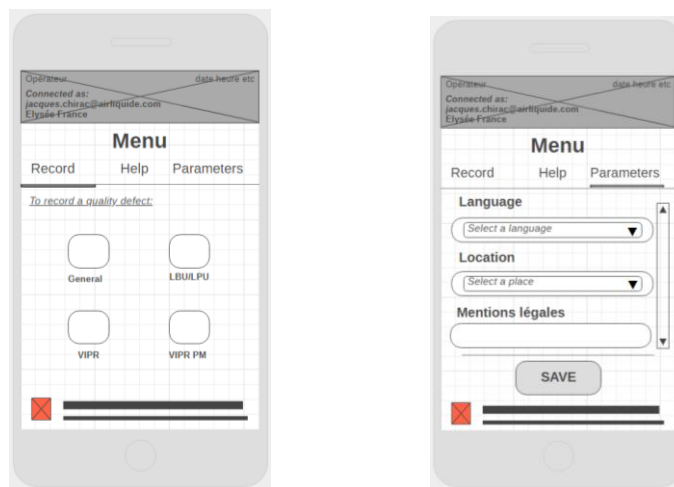 Opérateur date heure etc
Connected as:
jacques.chirac@airliquide.com
Elysée France
Menu
Record Help Parameters
To record a quality defect:
General LBU/LPU
VIPR VIPR PM
Opérateur date heure etc
Connected as:
jacques.chirac@airliquide.com
Elysée France
Menu
Record Help Parameters
Language
Select a language
Location
Select a place
Mentions légales
SAVE